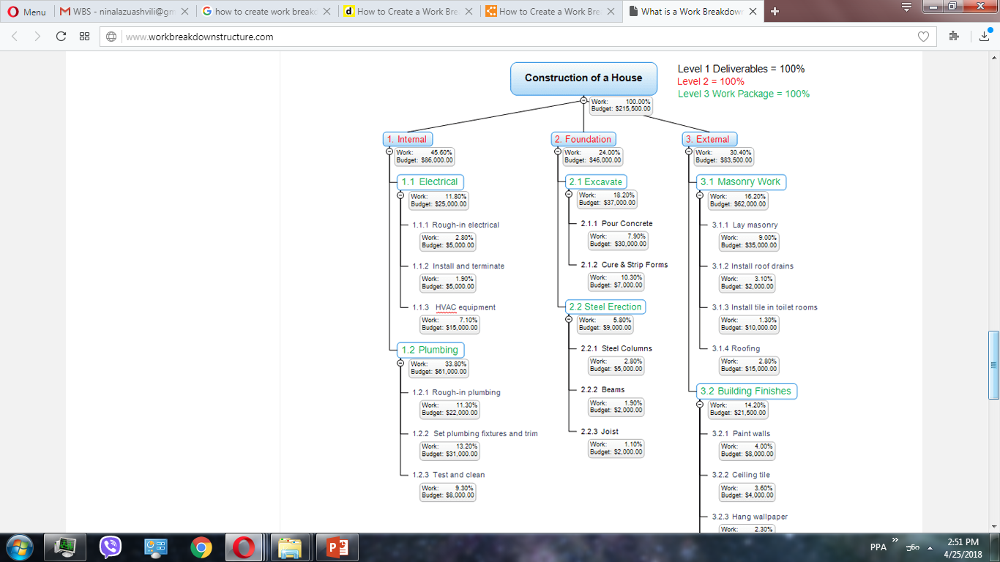 Menu
WBS - ninalazuashvili@gm
how to create work breakd
How to Create a Work Bre
How to Create a Work Bre
What is a Work Breakdow
www.workbreakdownstructure.com
Construction of a House
Work: 100.00%
Budget: $215,500.00
Level 1 Deliverables = 100%
Level 2 = 100%
Level 3 Work Package = 100%
1. Internal
Work: 45.60%
Budget: $86,000.00
1.1 Electrical
Work: 11.80%
Budget: $25,000.00
1.1.1 Rough-in electrical
Work: 2.80%
Budget: $5,000.00
1.1.2 Install and terminate
Work: 1.90%
Budget: $5,000.00
1.1.3 HVAC equipment
Work: 7.10%
Budget: $15,000.00
1.2 Plumbing
Work: 33.80%
Budget: $61,000.00
1.2.1 Rough-in plumbing
Work: 11.30%
Budget: $22,000.00
1.2.2 Set plumbing fixtures and trim
Work: 13.20%
Budget: $31,000.00
1.2.3 Test and clean
Work: 9.30%
Budget: $8,000.00
2. Foundation
Work: 24.00%
Budget: $46,000.00
2.1 Excavate
Work: 18.20%
Budget: $37,000.00
2.1.1 Pour Concrete
Work: 7.90%
Budget: $30,000.00
2.1.2 Cure & Strip Forms
Work: 10.30%
Budget: $7,000.00
2.2 Steel Erection
Work: 5.80%
Budget: $9,000.00
2.2.1 Steel Columns
Work: 2.80%
Budget: $5,000.00
2.2.2 Beams
Work: 1.90%
Budget: $2,000.00
2.2.3 Joist
Work: 1.10%
Budget: $2,000.00
3. External
Work: 30.40%
Budget: $83,500.00
3.1 Masonry Work
Work: 16.20%
Budget: $62,000.00
3.1.1 Lay masonry
Work: 9.00%
Budget: $35,000.00
3.1.2 Install roof drains
Work: 3.10%
Budget: $2,000.00
3.1.3 Install tile in toilet rooms
Work: 1.30%
Budget: $10,000.00
3.1.4 Roofing
Work: 2.80%
Budget: $15,000.00
3.2 Building Finishes
Work: 14.20%
Budget: $21,500.00
3.2.1 Paint walls
Work: 4.00%
Budget: $8,000.00
3.2.2 Ceiling tile
Work: 3.60%
Budget: $4,000.00
3.2.3 Hang wallpaper
Work: 2.30%
PPA
ქარ
2:51 PM
4/25/2018